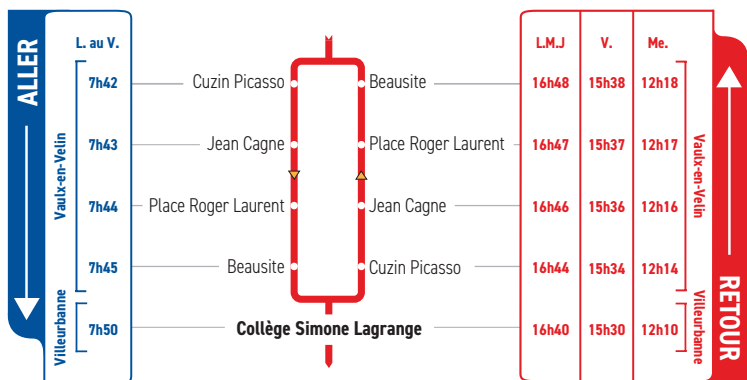 ALLER
L. au V.
L.M.J V. Me.
7h42 Cuzin Picasso Beausite 16h48 15h38 12h18
7h43 Jean Cagne Place Roger Laurent 16h47 15h37 12h17
7h44 Place Roger Laurent Jean Cagne 16h46 15h36 12h16
7h45 Beausite Cuzin Picasso 16h44 15h34 12h14
7h50 Collège Simone Lagrange 16h40 15h30 12h10
Vaulx-en-Velin
Villeurbanne
Vaulx-en-Velin
Villeurbanne
RETOUR